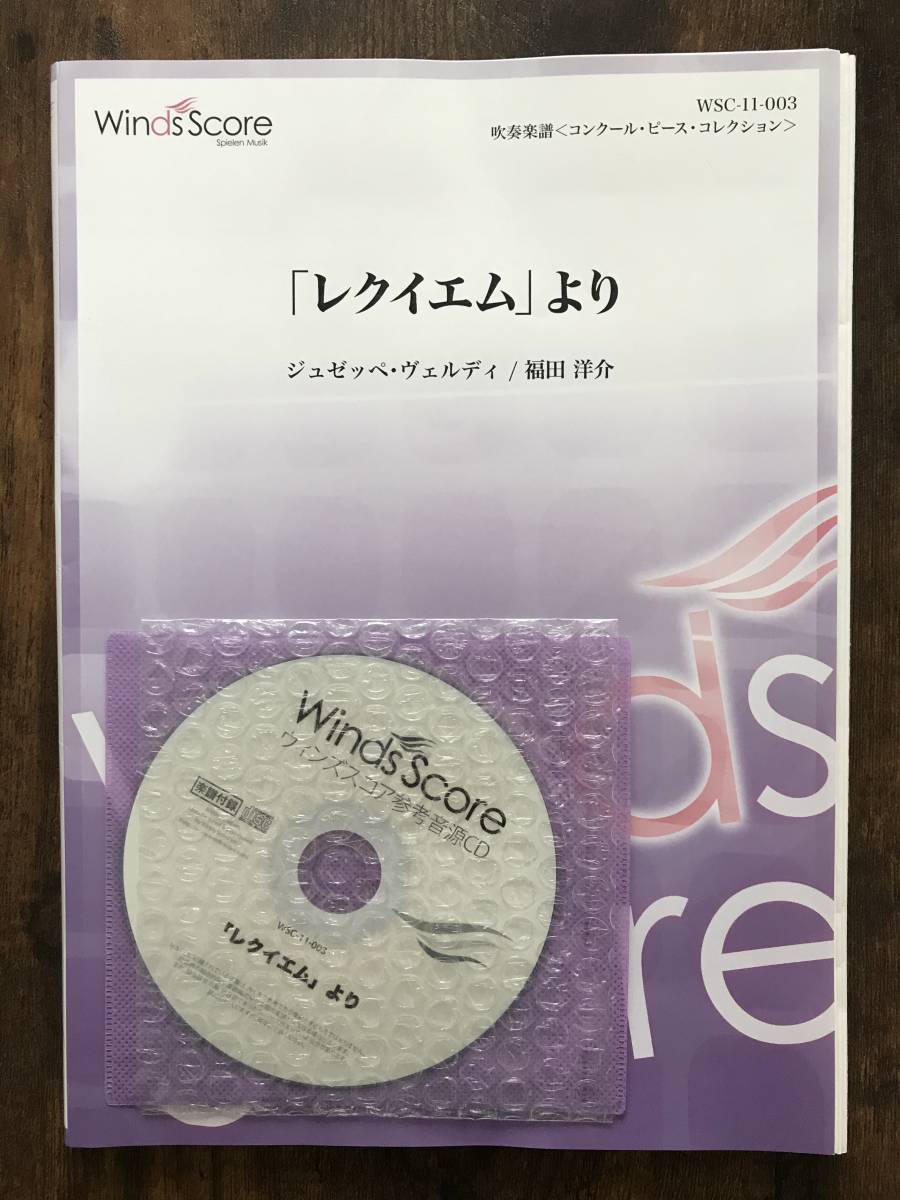 Winds Score
Spielen Musik
WSC-11-003
吹奏楽譜<コンクール・ピース・コレクション>
「レクイエム」より
ジュゼッペ・ヴェルディ / 福田 洋介
ds
re
Winds Score
ウィンズスコア参考音源CD
楽譜付録
WSC-11-003
「レクイエム」より